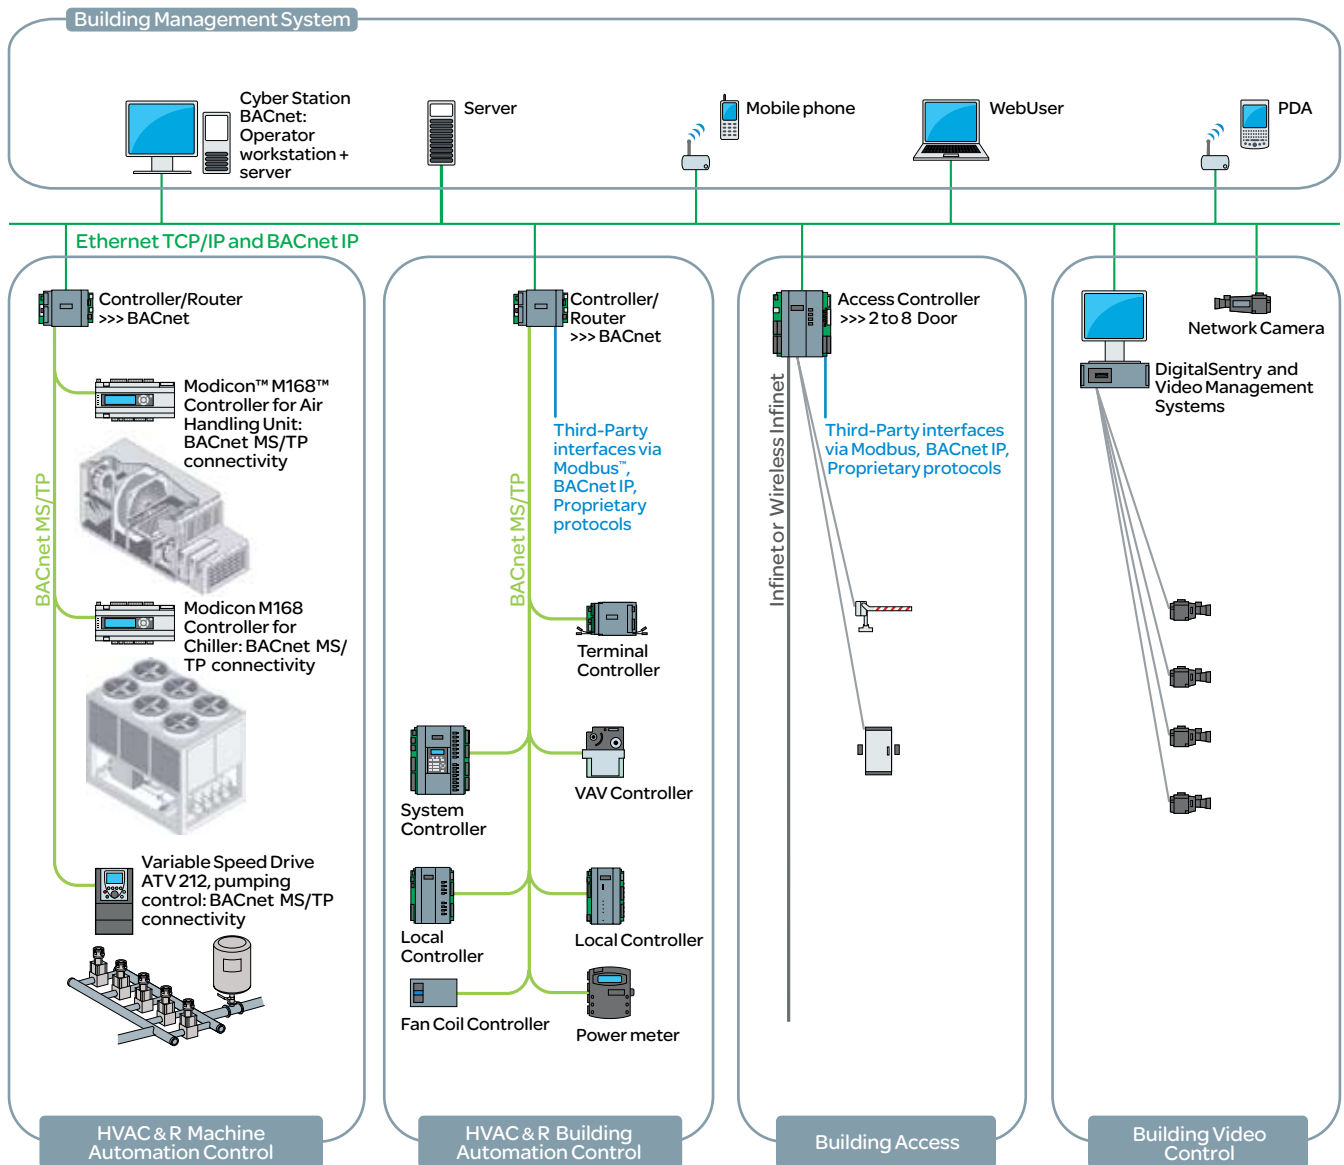 Building Management System
Cyber Station
BACnet:
Operator
workstation +
server
Server
Mobile phone
WebUser
PDA
Ethernet TCP/IP and BACnet IP
Controller/Router
>>> BACnet
Modicon™ M168™
Controller for Air
Handling Unit:
BACnet MS/TP
connectivity
BACnet MS/TP
Modicon M168
Controller for
Chiller: BACnet MS/
TP connectivity
Variable Speed Drive
ATV 212, pumping
control: BACnet MS/TP
connectivity
HVAC & R Machine
Automation Control
Controller/
Router
>>> BACnet
Third-Party
interfaces via
Modbus™,
BACnet IP,
Proprietary
protocols
BACnet MS/TP
Terminal
Controller
System
Controller
VAV Controller
Local
Controller
Local Controller
Fan Coil Controller
Power meter
HVAC & R Building
Automation Control
Access Controller
>>> 2 to 8 Door
Third-Party interfaces
via Modbus, BACnet IP,
Proprietary protocols
Infinet or Wireless Infinet
Building Access
Network Camera
DigitalSentry and
Video Management
Systems
Building Video
Control